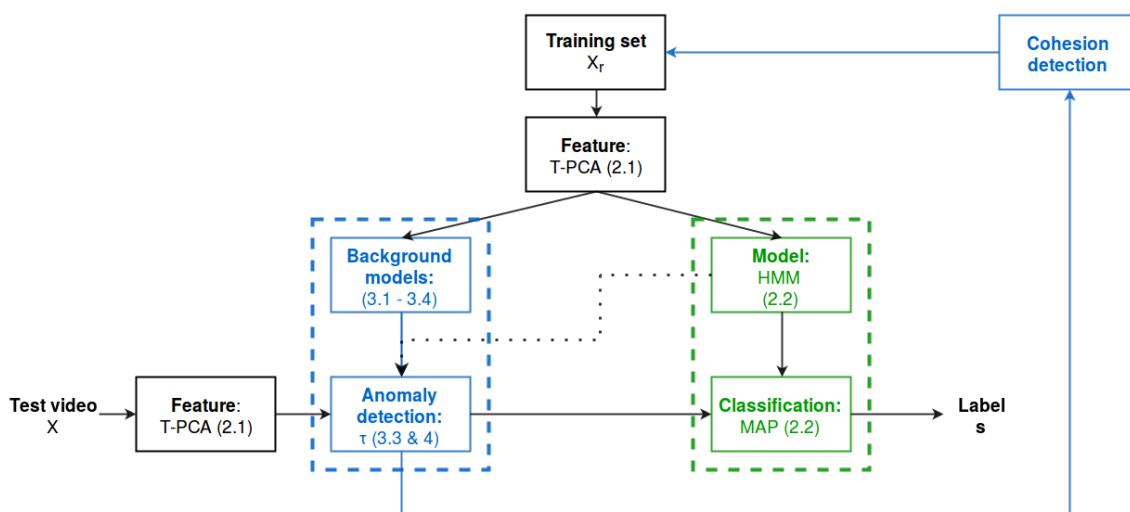 Training set
Xr
Cohesion
detection
Feature:
T-PCA (2.1)
Background
models:
(3.1 - 3.4)
Model:
HMM
(2.2)
Test video
X
Feature:
T-PCA (2.1)
Anomaly
detection:
τ (3.3 & 4)
Classification:
MAP (2.2)
Label
s